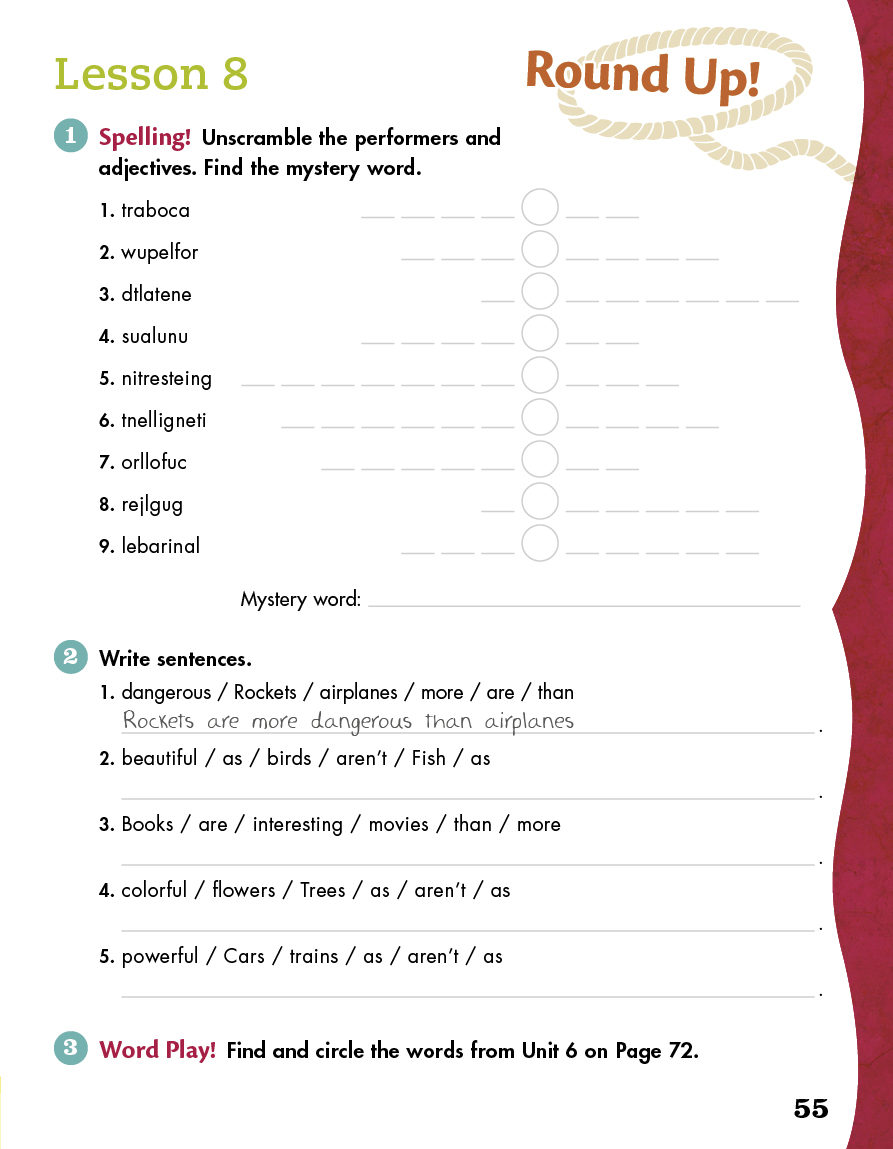 Lesson 8
Round Up!
1 Spelling! Unscramble the performers and
adjectives. Find the mystery word.
1. traboca
2. wupelfor
3. dtlatene
4. sualunu
5. nitresteing
6. tnelligneti
7. orllofuc
8. rejlgug
9. lebarinal
Mystery word:
2 Write sentences.
1. dangerous / Rockets / airplanes / more / are / than
Rockets are more dangerous than airplanes .
2. beautiful / as / birds / aren't / Fish / as
.
3. Books / are / interesting / movies / than / more
.
4. colorful / flowers / Trees / as / aren't / as
.
5. powerful / Cars / trains / as / aren't / as
.
3 Word Play! Find and circle the words from Unit 6 on Page 72.
55